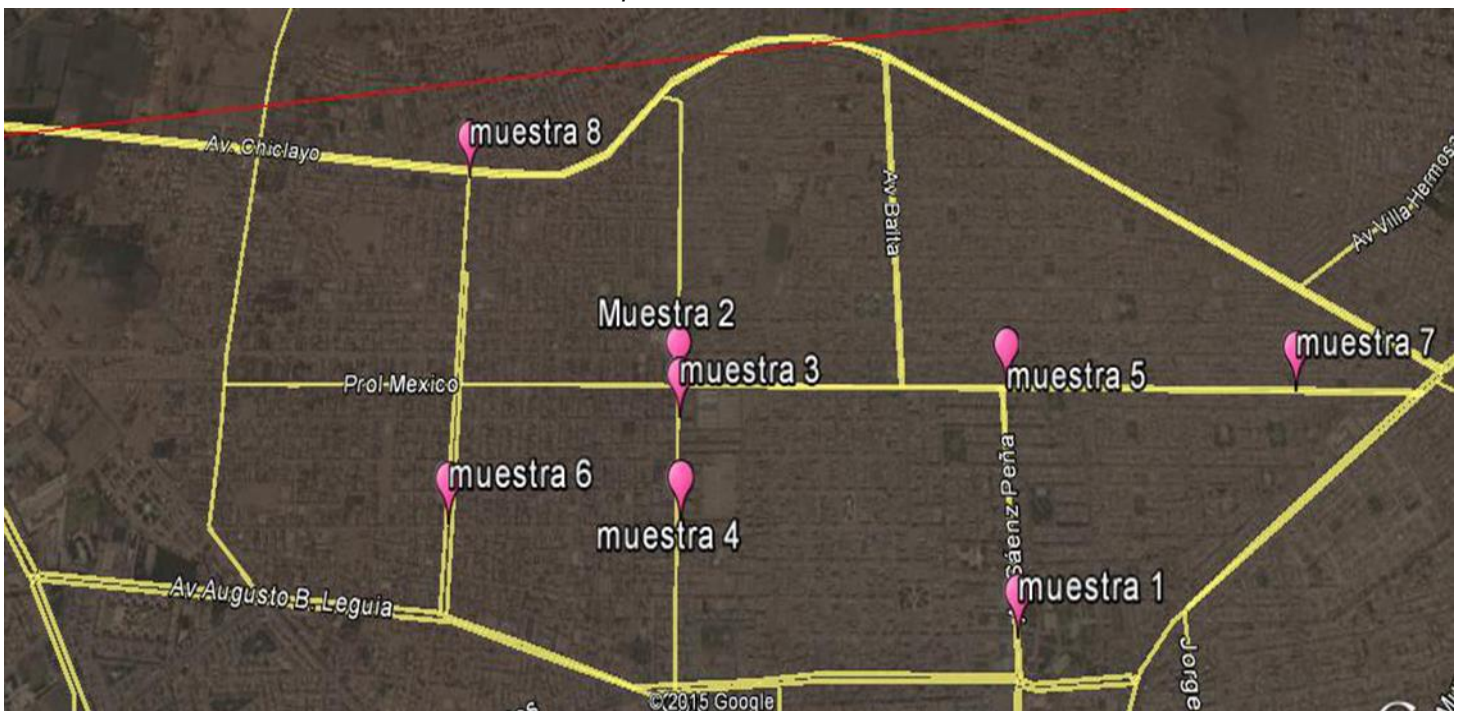 muestra 8
Av. Chiclayo
Av Balta
Av Villa Hermosa
Muestra 2
muestra 3
muestra 5
muestra 7
Prol Mexico
Sáenz Peña
muestra 6
muestra 4
muestra 1
Av Augusto B. Leguia
Jorge
©2015 Google